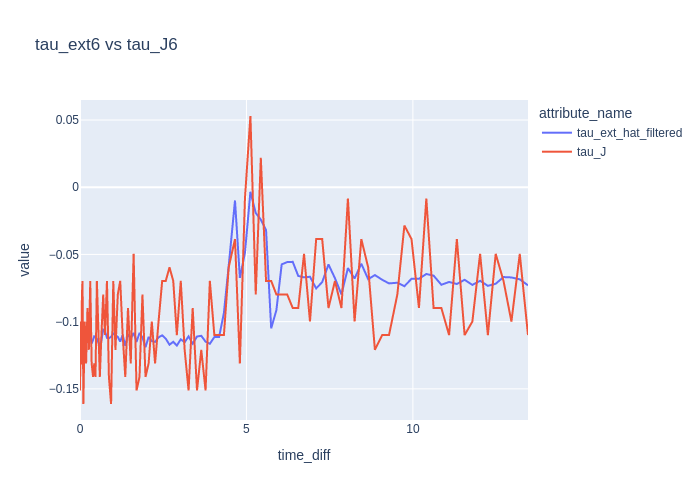 tau_ext6 vs tau_J6
attribute_name
tau_ext_hat_filtered
tau_J
value
0.05
0
−0.05
−0.1
−0.15
0
5
10
time_diff